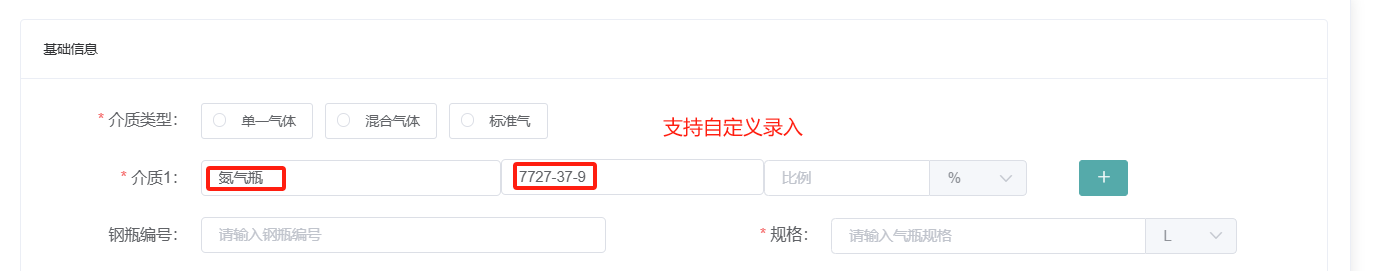 基础信息
* 介质类型： 单一气体 混合气体 标准气
支持自定义录入
* 介质1： 氮气瓶 7727-37-9 比例 % +
钢瓶编号： 请输入钢瓶编号 * 规格： 请输入气瓶规格 L